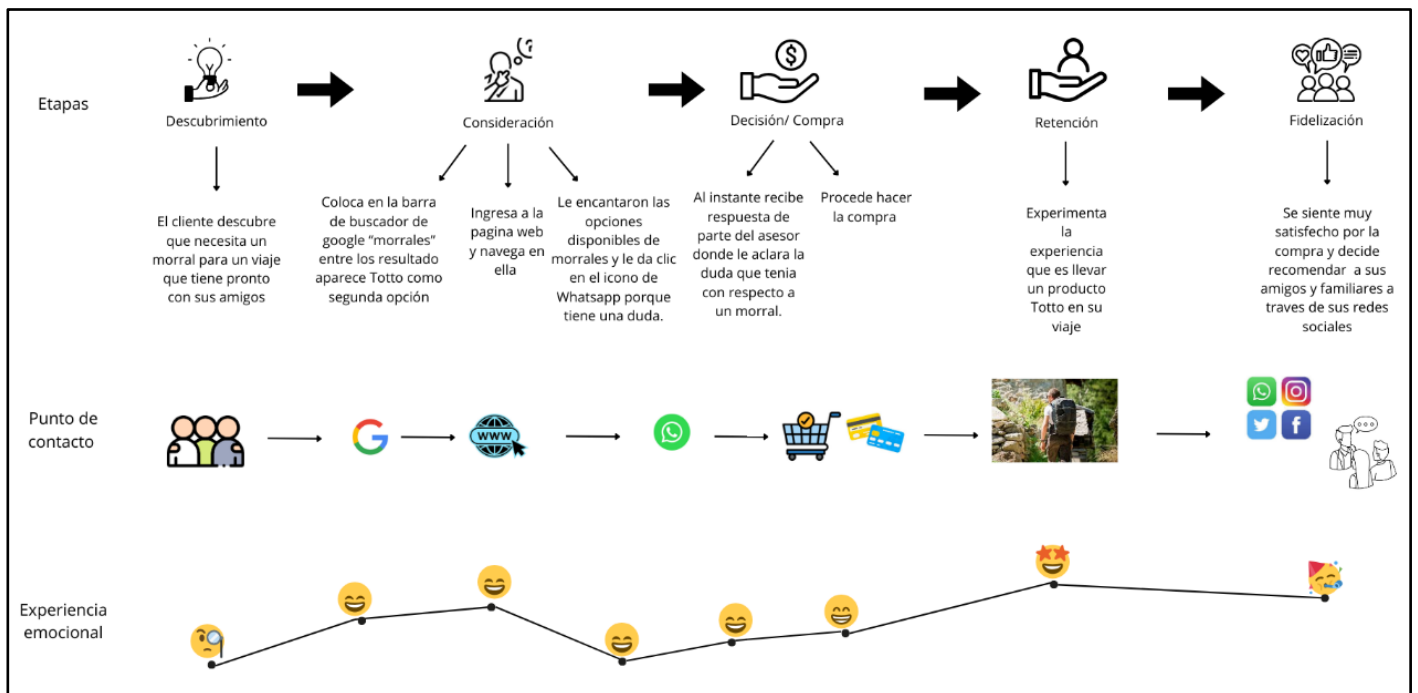 Etapas
Descubrimiento
Consideración
Decisión/ Compra
Retención
Fidelización
El cliente descubre
que necesita un
morral para un viaje
que tiene pronto
con sus amigos
Coloca en la barra
de buscador de
google “morrales”
entre los resultado
aparece Totto como
segunda opción
Ingresa a la
pagina web
y navega en
ella
Le encantaron las
opciones
disponibles de
morrales y le da clic
en el icono de
Whatsapp porque
tiene una duda.
Al instante recibe
respuesta de
parte del asesor
donde le aclara la
duda que tenia
con respecto a
un morral.
Procede hacer
la compra
Experimenta
la
experiencia
que es llevar
un producto
Totto en su
viaje
Se siente muy
satisfecho por la
compra y decide
recomendar a sus
amigos y familiares a
traves de sus redes
sociales
Punto de
contacto
WWW
Experiencia
emocional